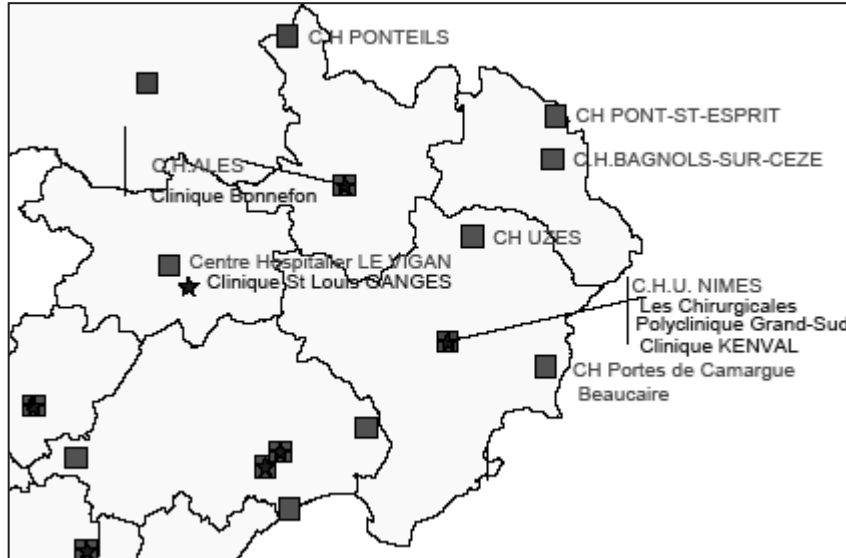 C.H PONTEILS
CH PONT-ST-ESPRIT
C.H.BAGNOLS-SUR-CEZE
C.H.ALES
Clinique Bonnefon
CH UZES
Centre Hospitalier LE VIGAN
Clinique St Louis GANGES
C.H.U. NIMES
Les Chirurgicales
Polyclinique Grand-Sud
Clinique KENVAL
CH Portes de Camargue
Beaucaire